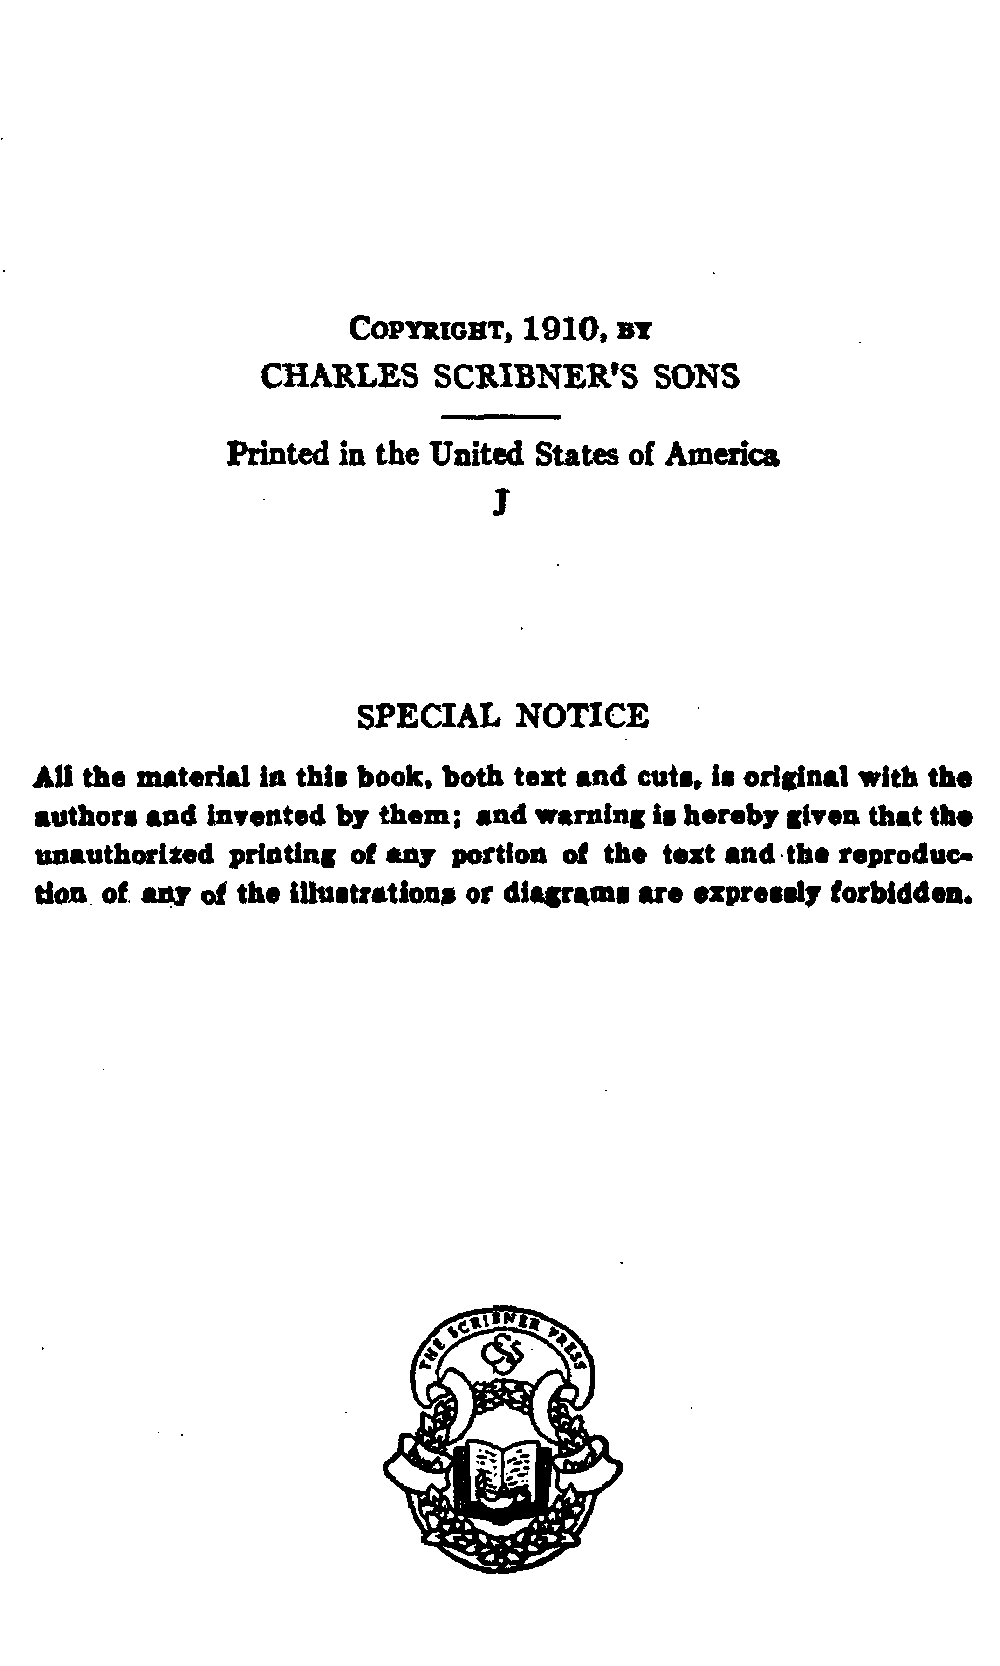 COPYRIGHT, 1910, BY
CHARLES SCRIBNER'S SONS
Printed in the United States of America
J
SPECIAL NOTICE
All the material in this book, both text and cuts, is original with the
authors and invented by them; and warning is hereby given that the
unauthorized printing of any portion of the text and the reproduc-
tion of any of the illustrations or diagrams are expressly forbidden.
THE SCRIBNER PRESS